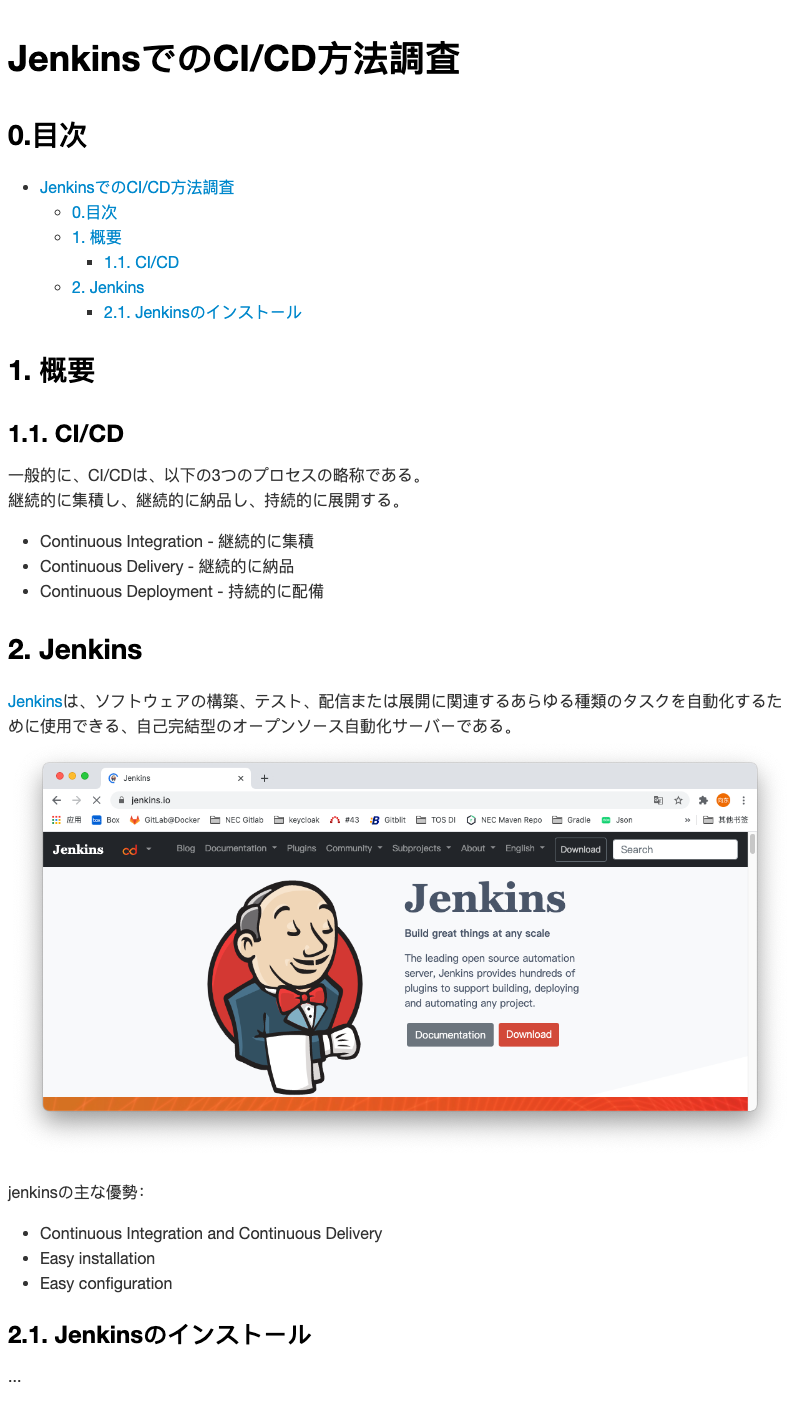 JenkinsでのCI/CD方法調査
0.目次
JenkinsでのCI/CD方法調査
0.目次
1. 概要
1.1. CI/CD
2. Jenkins
2.1. Jenkinsのインストール
1. 概要
1.1. CI/CD
一般的に、CI/CDは、以下の3つのプロセスの略称である。
継続的に集積し、継続的に納品し、持続的に展開する。
Continuous Integration - 継続的に集積
Continuous Delivery - 継続的に納品
Continuous Deployment - 持続的に配備
2. Jenkins
Jenkinsは、ソフトウェアの構築、テスト、配信または展開に関連するあらゆる種類のタスクを自動化するた
めに使用できる、自己完結型のオープンソース自動化サーバーである。
Jenkins
jenkins.io
应用 Box GitLab@Docker NEC Gitlab keycloak #43 Gitblit TOS DI NEC Maven Repo Gradle Json » 其他书签
Jenkins cd Blog Documentation Plugins Community Subprojects About English Download Search
Jenkins
Build great things at any scale
The leading open source automation
server, Jenkins provides hundreds of
plugins to support building, deploying
and automating any project.
Documentation Download
jenkinsの主な優勢：
Continuous Integration and Continuous Delivery
Easy installation
Easy configuration
2.1. Jenkinsのインストール
...